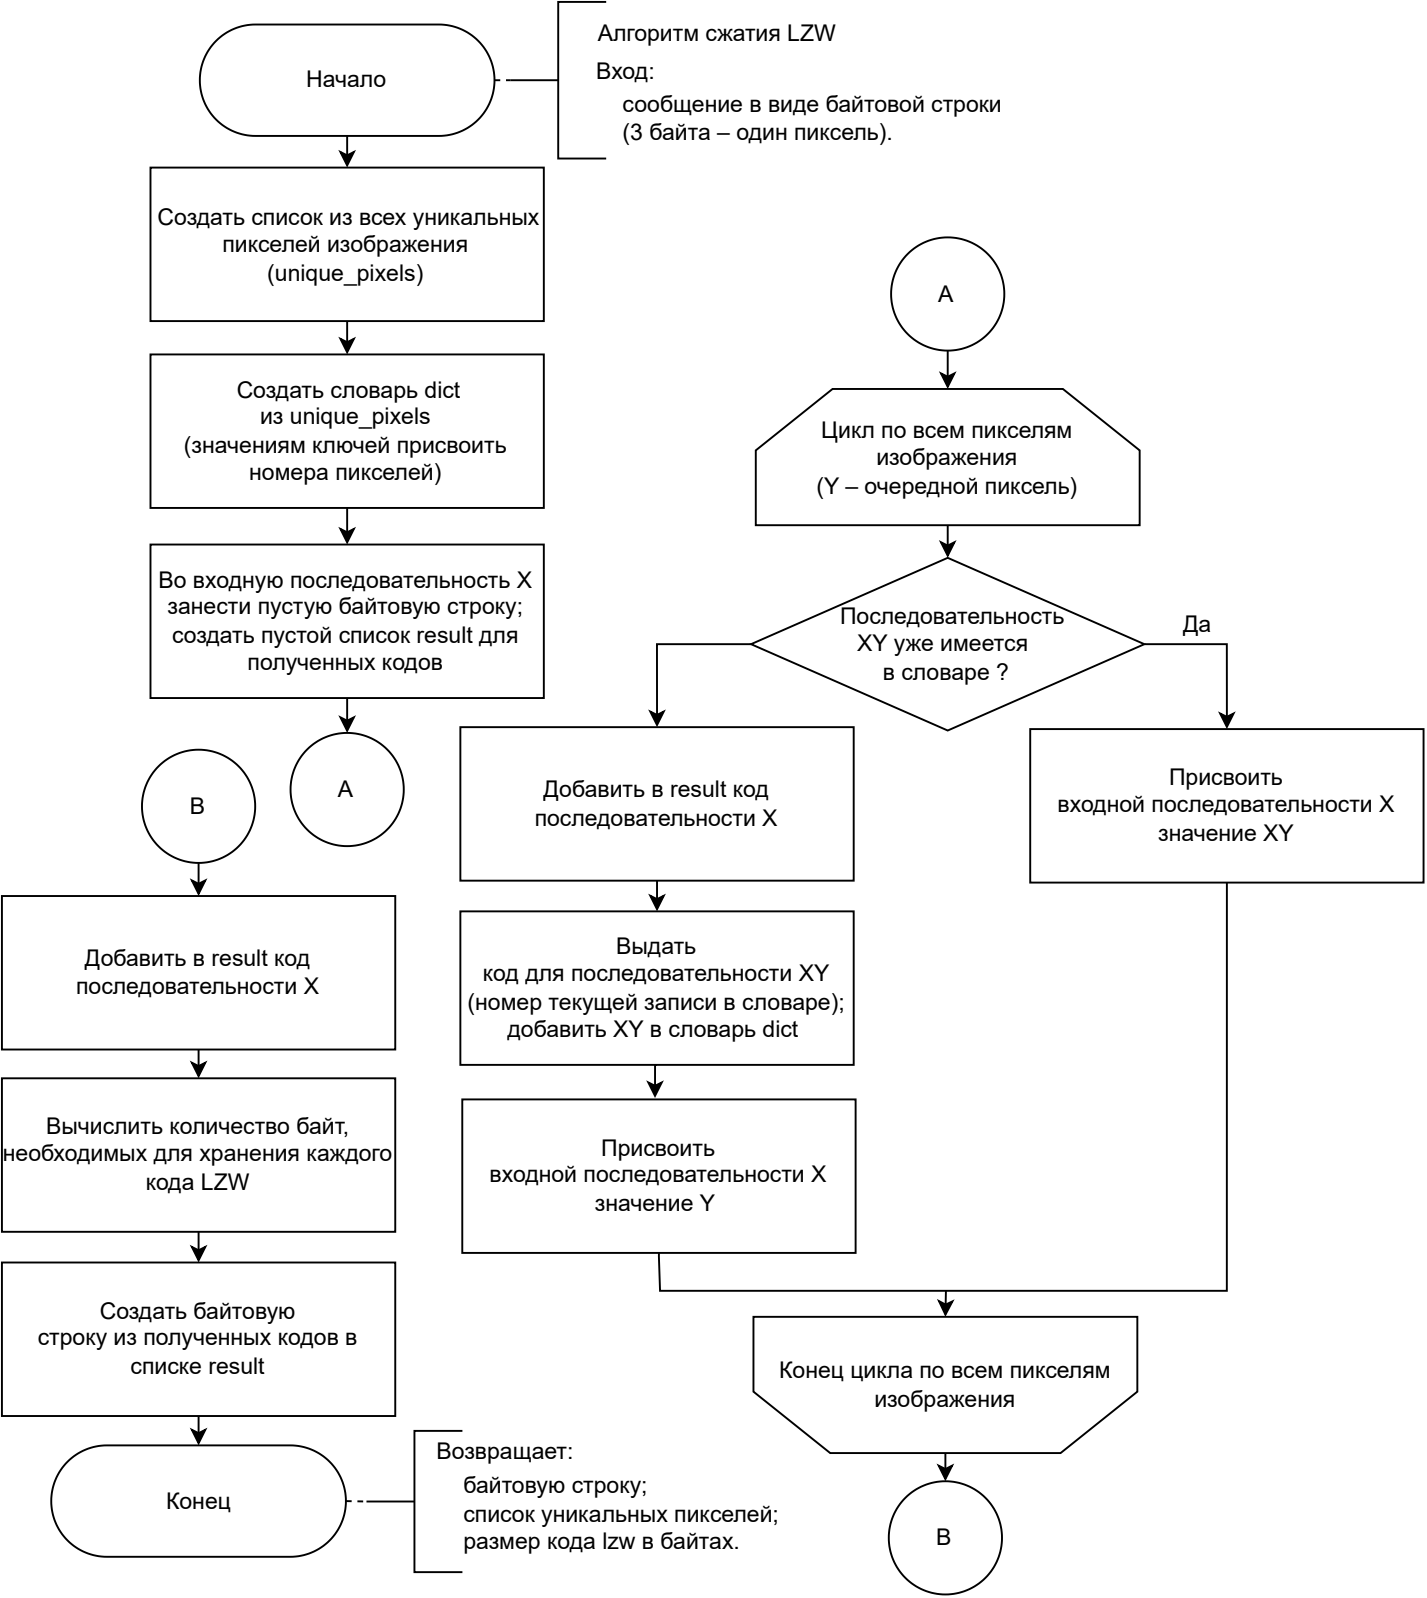 Начало
Алгоритм сжатия LZW
Вход:
сообщение в виде байтовой строки
(3 байта – один пиксель).
Создать список из всех уникальных
пикселей изображения
(unique_pixels)
Создать словарь dict
из unique_pixels
(значениям ключей присвоить
номера пикселей)
Во входную последовательность X
занести пустую байтовую строку;
создать пустой список result для
полученных кодов
A
A
Цикл по всем пикселям
изображения
(Y – очередной пиксель)
Последовательность
XY уже имеется
в словаре ?
Да
Добавить в result код
последовательности X
Выдать
код для последовательности XY
(номер текущей записи в словаре);
добавить XY в словарь dict
Присвоить
входной последовательности X
значение Y
Присвоить
входной последовательности X
значение XY
Конец цикла по всем пикселям
изображения
B
B
Добавить в result код
последовательности X
Вычислить количество байт,
необходимых для хранения каждого
кода LZW
Создать байтовую
строку из полученных кодов в
списке result
Конец
Возвращает:
байтовую строку;
список уникальных пикселей;
размер кода lzw в байтах.